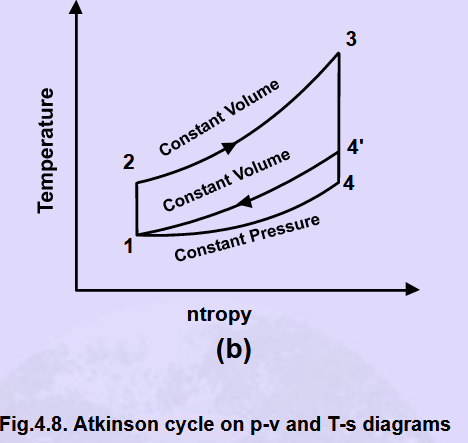 3
Constant Volume
Temperature
2
4'
Constant Volume
4
1
Constant Pressure
ntropy
(b)
Fig.4.8. Atkinson cycle on p-v and T-s diagrams